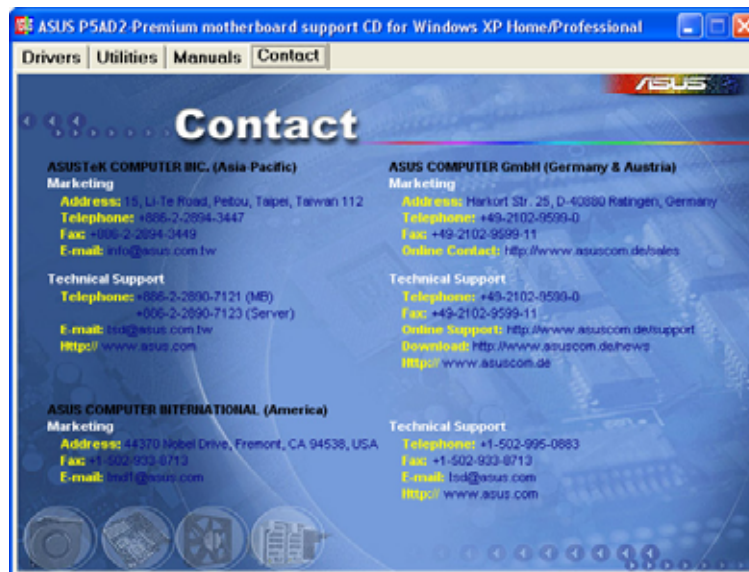 ASUS P5AD2-Premium motherboard support CD for Windows XP Home/Professional
Drivers Utilities Manuals Contact
ASUS
Contact
ASUSTeK COMPUTER INC. (Asia-Pacific)
Marketing
Address: 15, Li-Te Road, Peitou, Taipei, Taiwan 112
Telephone: +886-2-2894-3447
Fax: +886-2-2894-3449
E-mail: info@asus.com.tw
Technical Support
Telephone: +886-2-2890-7121 (MB)
+886-2-2890-7123 (Server)
E-mail: tsd@asus.com.tw
Http:// www.asus.com
ASUS COMPUTER GmbH (Germany & Austria)
Marketing
Address: Harkort Str. 25, D-40880 Ratingen, Germany
Telephone: +49-2102-9599-0
Fax: +49-2102-9599-11
Online Contact: http://www.asuscom.de/sales
Technical Support
Telephone: +49-2102-9599-0
Fax: +49-2102-9599-11
Online Support: http://www.asuscom.de/support
Download: http://www.asuscom.de/news
Http:// www.asuscom.de
ASUS COMPUTER INTERNATIONAL (America)
Marketing
Address: 44370 Nobel Drive, Fremont, CA 94538, USA
Fax: +1-502-933-8713
E-mail: tmd1@asus.com
Technical Support
Telephone: +1-502-995-0883
Fax: +1-502-933-8713
E-mail: tsd@asus.com
Http:// www.asus.com